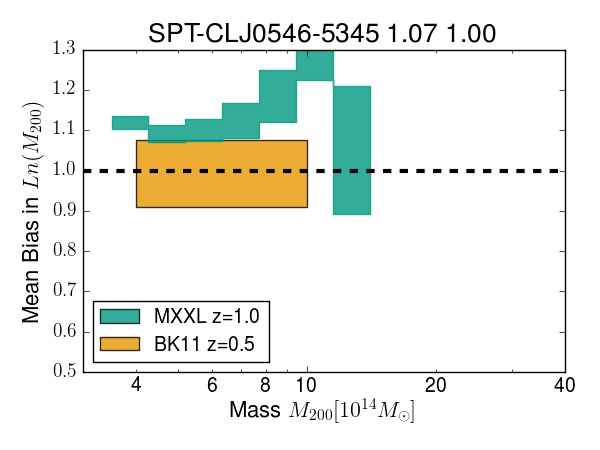 SPT-CLJ0546-5345 1.07 1.00
Mean Bias in Ln(M₂₀₀)
1.3
1.2
1.1
1.0
0.9
0.8
0.7
0.6
0.5
MXXL z=1.0
BK11 z=0.5
4 6 8 10 20 40
Mass M₂₀₀[10¹⁴M☉]